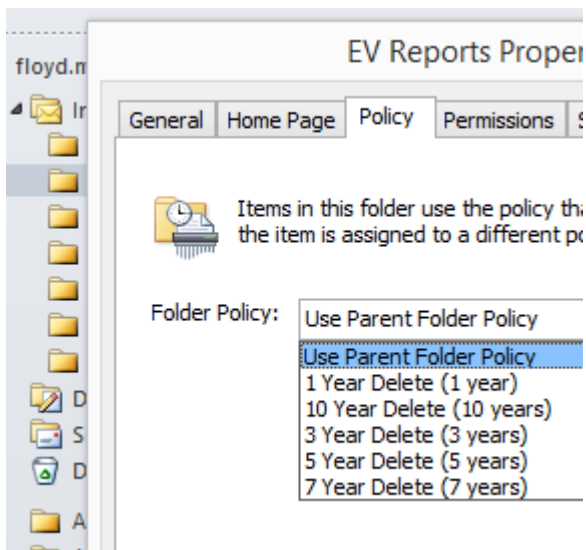 EV Reports Proper
floyd.m
General Home Page Policy Permissions S
Items in this folder use the policy tha
the item is assigned to a different po
Folder Policy: Use Parent Folder Policy
Use Parent Folder Policy
1 Year Delete (1 year)
10 Year Delete (10 years)
3 Year Delete (3 years)
5 Year Delete (5 years)
7 Year Delete (7 years)
In
D
S
D
A